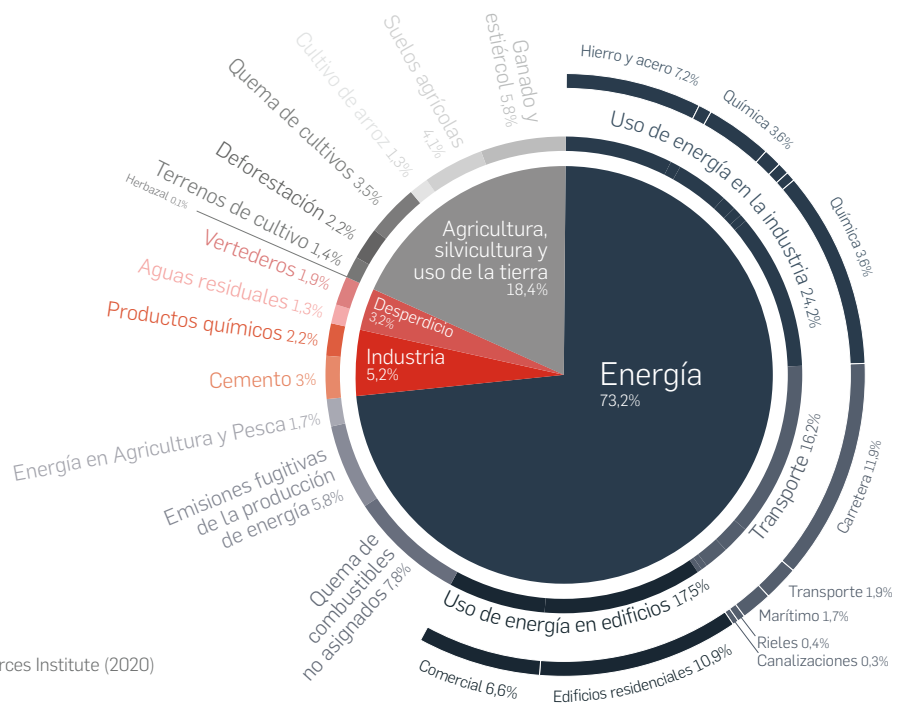 Ganado y
estiércol 5,8%
Suelos agrícolas
4,1%
Cultivo de arroz 1,3%
Quema de cultivos 3,5%
Deforestación 2,2%
Terrenos de cultivo 1,4%
Herbazal 0,1%
Vertederos 1,9%
Aguas residuales 1,3%
Productos químicos 2,2%
Cemento 3%
Energía en Agricultura y Pesca 1.7%
Emisiones fugitivas
de la producción
de energía 5,8%
Quema de
combustibles
no asignados 7,8%
Agricultura,
silvicultura y
uso de la tierra
18,4%
Desperdicio
3,2%
Industria
5,2%
Energía
73,2%
Hierro y acero 7,2%
Química 3,6%
Química 3,6%
Uso de energía en la industria 24,2%
Transporte 16,2%
Carretera 11,9%
Transporte 1,9%
Marítimo 1,7%
Rieles 0,4%
Canalizaciones 0,3%
Uso de energía en edificios 17,5%
Edificios residenciales 10,9%
Comercial 6,6%
rces Institute (2020)